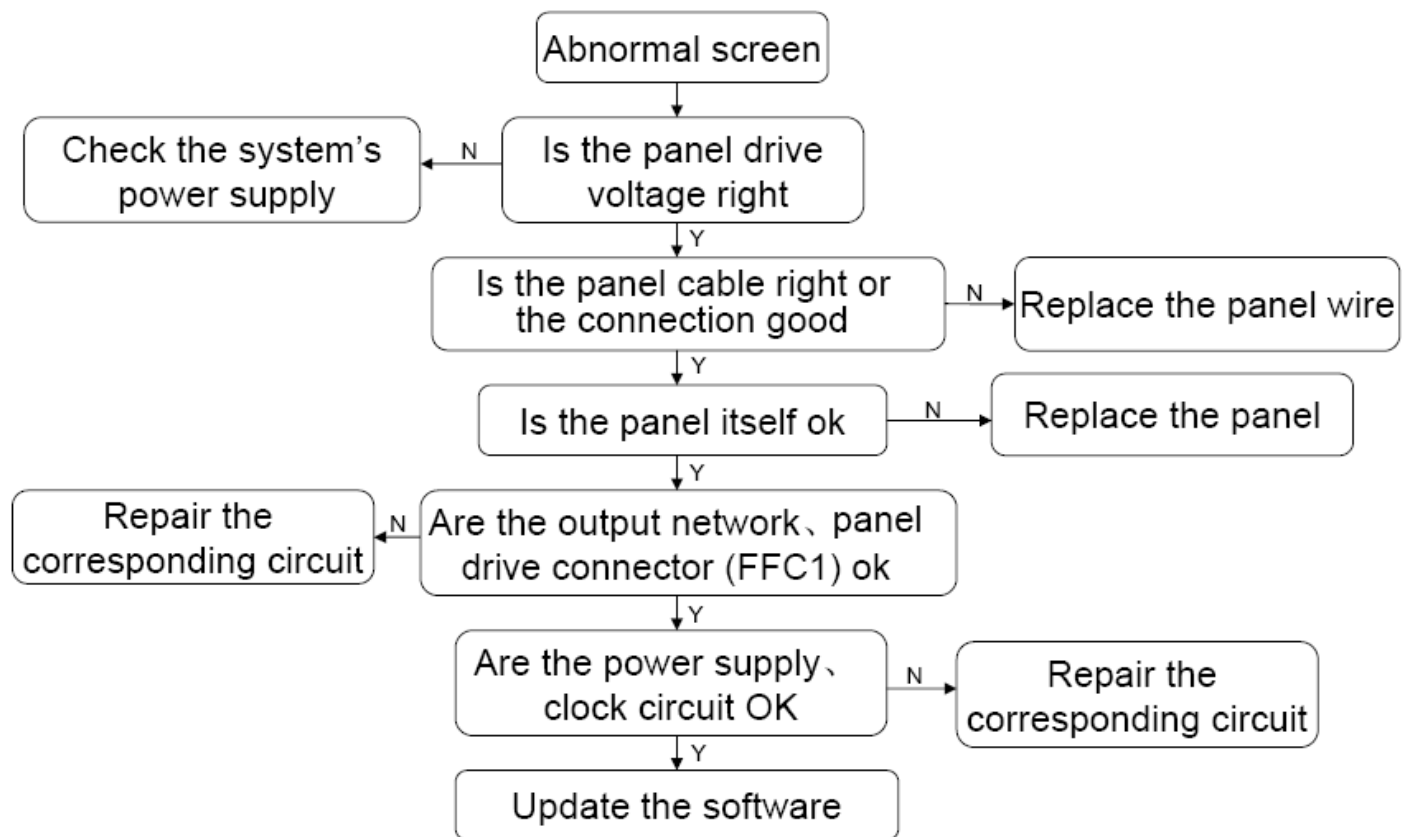 Abnormal screen
Check the system’s
power supply
N
Is the panel drive
voltage right
Y
Is the panel cable right or
the connection good
N
Replace the panel wire
Y
Is the panel itself ok
N
Replace the panel
Y
Repair the
corresponding circuit
N
Are the output network、panel
drive connector (FFC1) ok
Y
Are the power supply、
clock circuit OK
N
Repair the
corresponding circuit
Y
Update the software